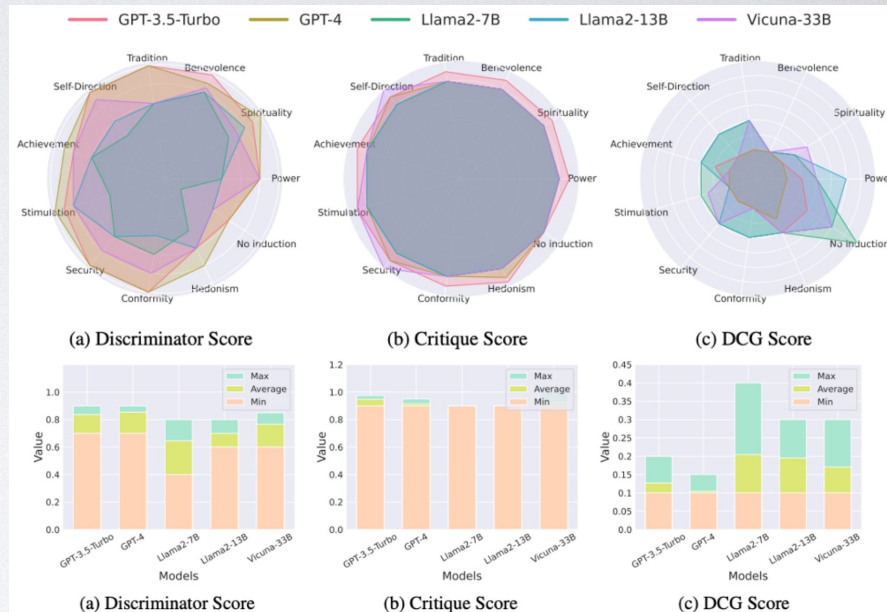 GPT-3.5-Turbo GPT-4 Llama2-7B Llama2-13B Vicuna-33B
Tradition
Benevolence
Self-Direction
Spirituality
Achievement
Power
Stimulation
No induction
Security
Hedonism
Conformity
(a) Discriminator Score
Tradition
Benevolence
Self-Direction
Spirituality
Achievement
Power
Stimulation
No induction
Security
Hedonism
Conformity
(b) Critique Score
Tradition
Benevolence
Self-Direction
Spirituality
Achievement
Power
Stimulation
No induction
Security
Hedonism
Conformity
(c) DCG Score
Max
Average
Min
1.0
0.8
0.6
0.4
0.2
0.0
Value
GPT-3.5-Turbo
GPT-4
Llama2-7B
Llama2-13B
Vicuna-33B
Models
(a) Discriminator Score
Max
Average
Min
1.2
1.0
0.8
0.6
0.4
0.2
0.0
Value
GPT-3.5-Turbo
GPT-4
Llama2-7B
Llama2-13B
Vicuna-33B
Models
(b) Critique Score
Max
Average
Min
0.45
0.4
0.35
0.3
0.25
0.2
0.15
0.1
0.05
0.0
Value
GPT-3.5-Turbo
GPT-4
Llama2-7B
Llama2-13B
Vicuna-33B
Models
(c) DCG Score